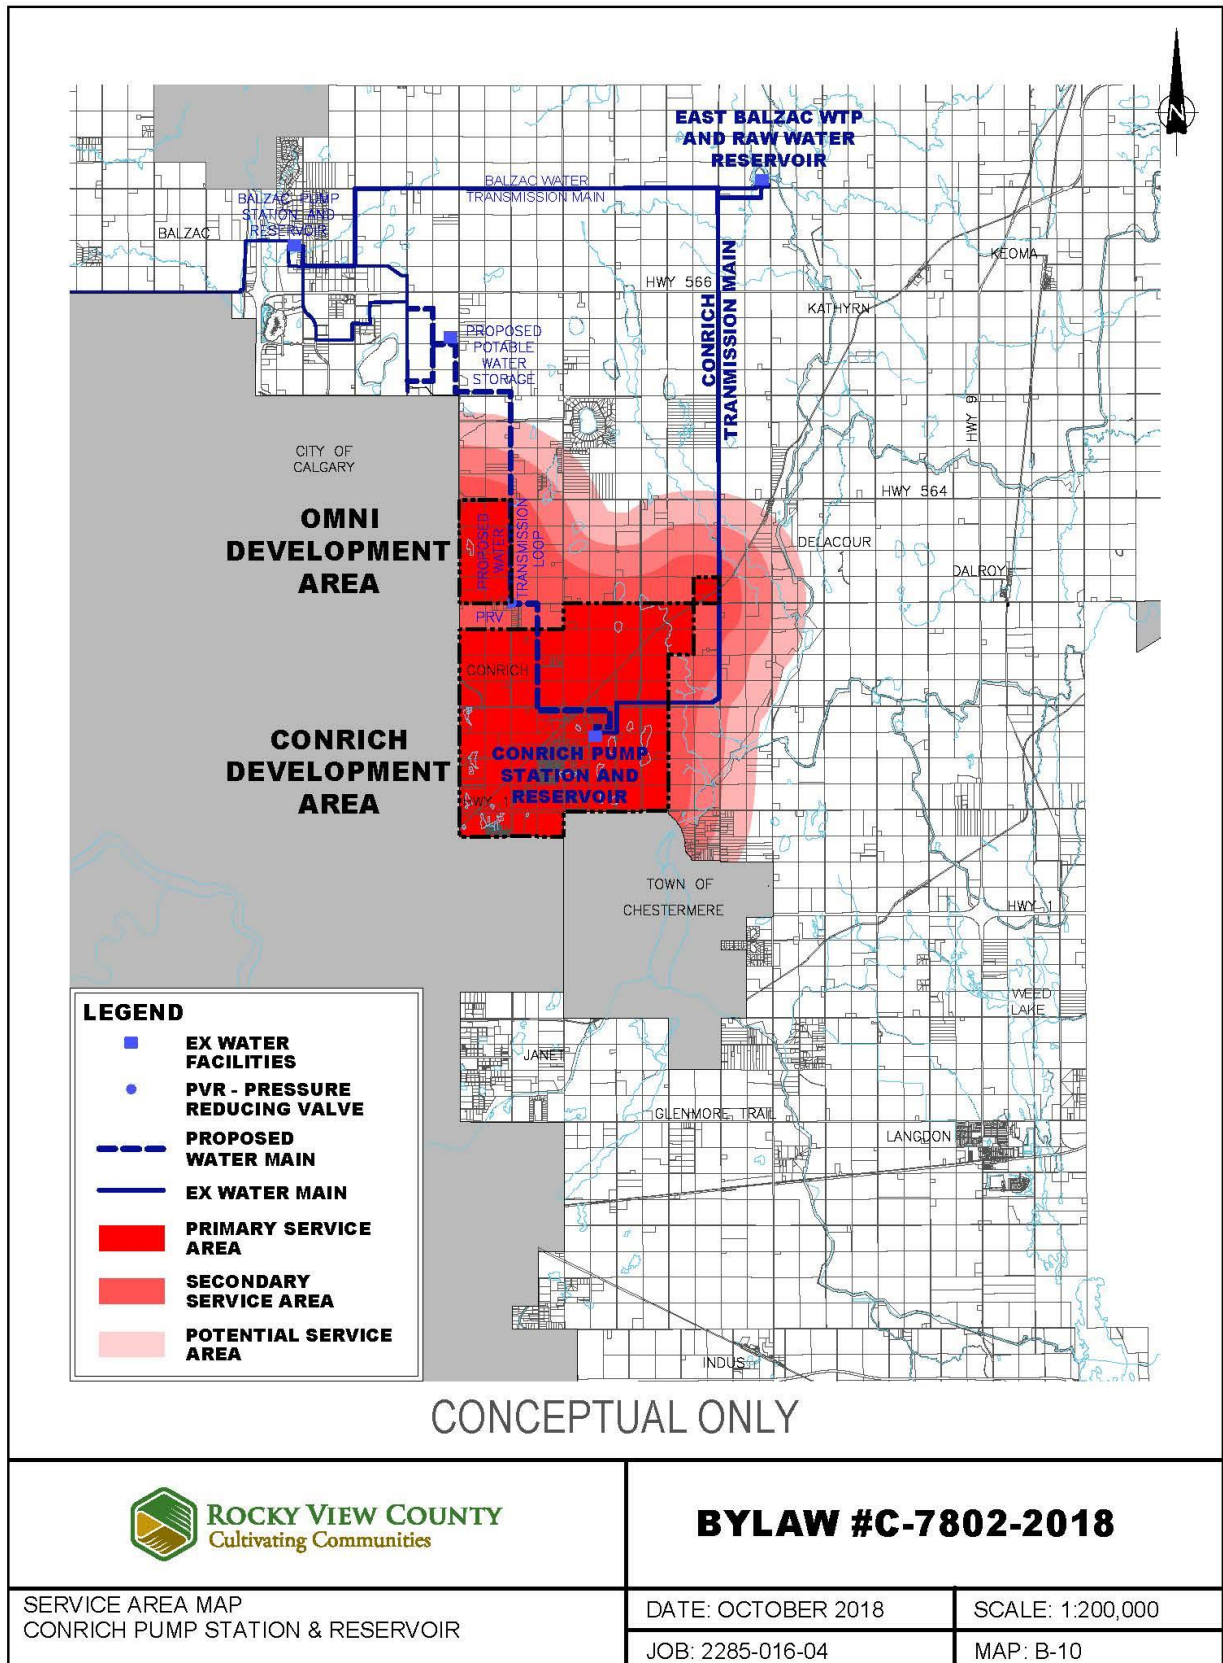 EAST BALZAC WTP
AND RAW WATER
RESERVOIR
BALZAC WATER
TRANSMISSION MAIN
BALZAC PUMP
STATION AND
RESERVOIR
BALZAC
KEOMA
HWY 566
KATHYRN
CONRICH
TRANMISSION MAIN
PROPOSED
POTABLE
WATER
STORAGE
HWY 9
CITY OF
CALGARY
HWY 564
OMNI
DEVELOPMENT
AREA
PROPOSED
WATER
TRANSMISSION
LOOP
DELACOUR
DALROY
PRV
CONRICH
CONRICH
DEVELOPMENT
AREA
CONRICH PUMP
STATION AND
RESERVOIR
HWY 1
TOWN OF
CHESTERMERE
HWY 1
WEED
LAKE
JANET
GLENMORE TRAIL
LANGDON
INDUS
LEGEND
EX WATER
FACILITIES
PVR - PRESSURE
REDUCING VALVE
PROPOSED
WATER MAIN
EX WATER MAIN
PRIMARY SERVICE
AREA
SECONDARY
SERVICE AREA
POTENTIAL SERVICE
AREA
N
CONCEPTUAL ONLY
ROCKY VIEW COUNTY
Cultivating Communities
BYLAW #C-7802-2018
SERVICE AREA MAP
CONRICH PUMP STATION & RESERVOIR
DATE: OCTOBER 2018
SCALE: 1:200,000
JOB: 2285-016-04
MAP: B-10